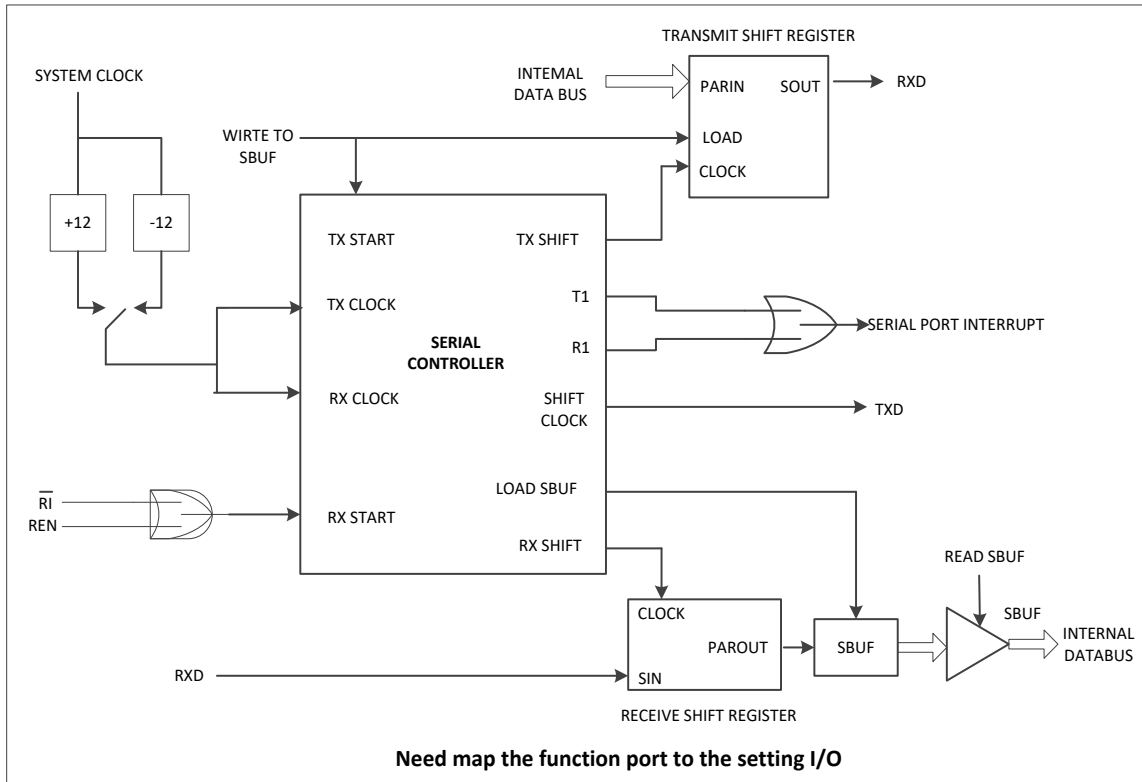 TRANSMIT SHIFT REGISTER
SYSTEM CLOCK
INTEMAL
DATA BUS
PARIN
SOUT
RXD
WIRTE TO
SBUF
LOAD
CLOCK
+12
-12
TX START
TX SHIFT
TX CLOCK
T1
SERIAL PORT INTERRUPT
SERIAL
CONTROLLER
R1
RX CLOCK
SHIFT
CLOCK
TXD
LOAD SBUF
R̅I̅
REN
RX START
RX SHIFT
READ SBUF
CLOCK
SBUF
PAROUT
SBUF
INTERNAL
DATABUS
RXD
SIN
RECEIVE SHIFT REGISTER
Need map the function port to the setting I/O